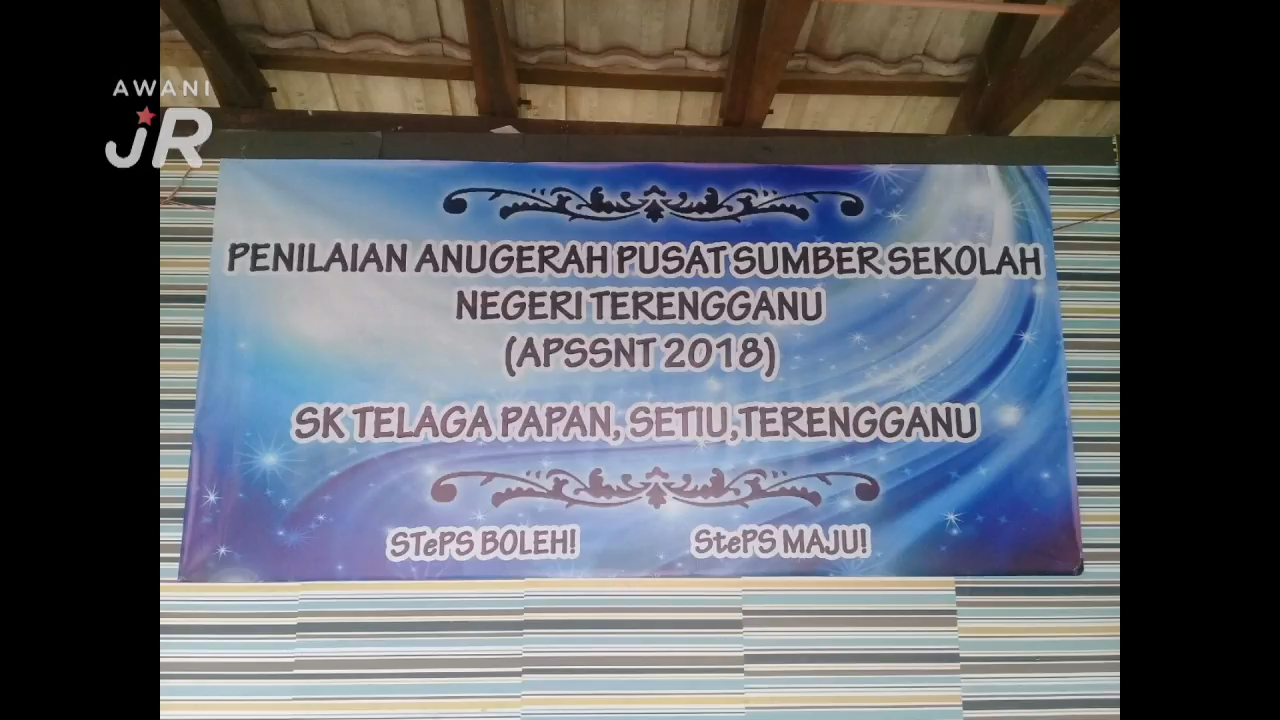 AWANI
JR
PENILAIAN ANUGERAH PUSAT SUMBER SEKOLAH
NEGERI TERENGGANU
(APSSNT 2018)
SK TELAGA PAPAN, SETIU,TERENGGANU
STePS BOLEH! StePS MAJU!